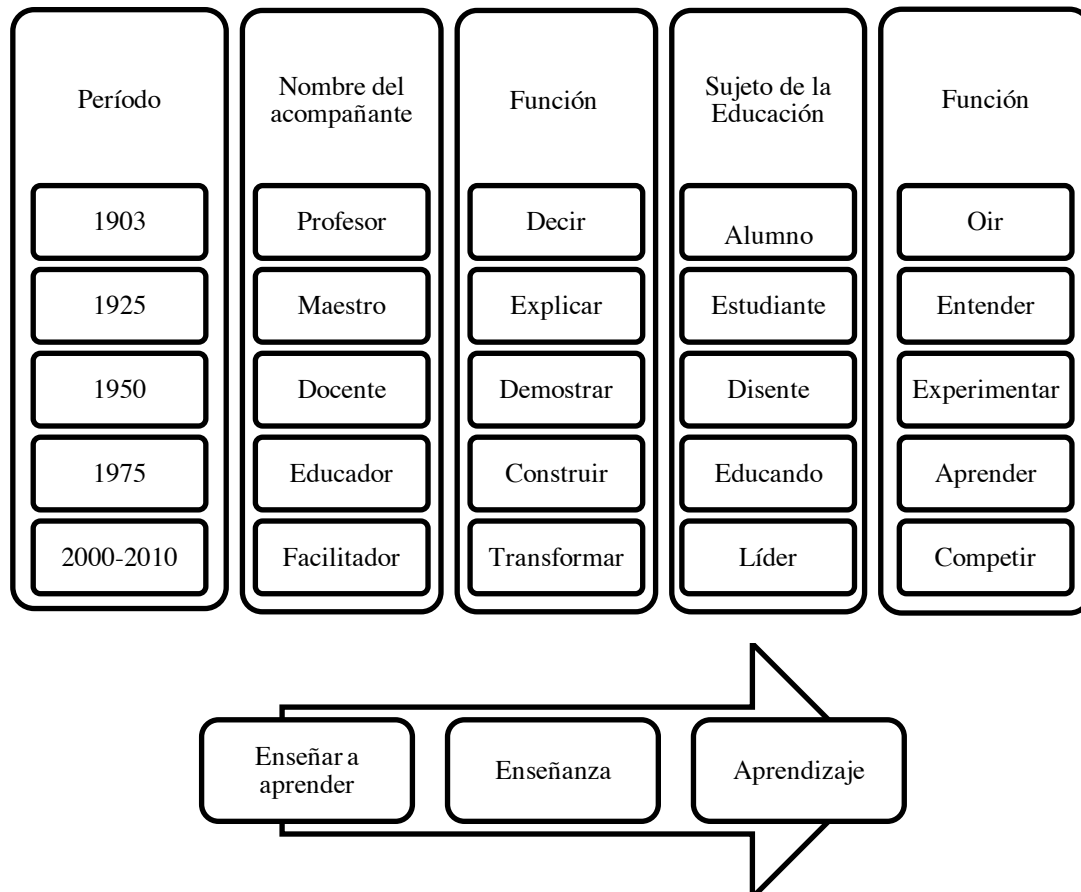 Período
Nombre del
acompañante
Función
Sujeto de la
Educación
Función
1903
Profesor
Decir
Alumno
Oir
1925
Maestro
Explicar
Estudiante
Entender
1950
Docente
Demostrar
Disente
Experimentar
1975
Educador
Construir
Educando
Aprender
2000-2010
Facilitador
Transformar
Líder
Competir
Enseñar a
aprender
Enseñanza
Aprendizaje